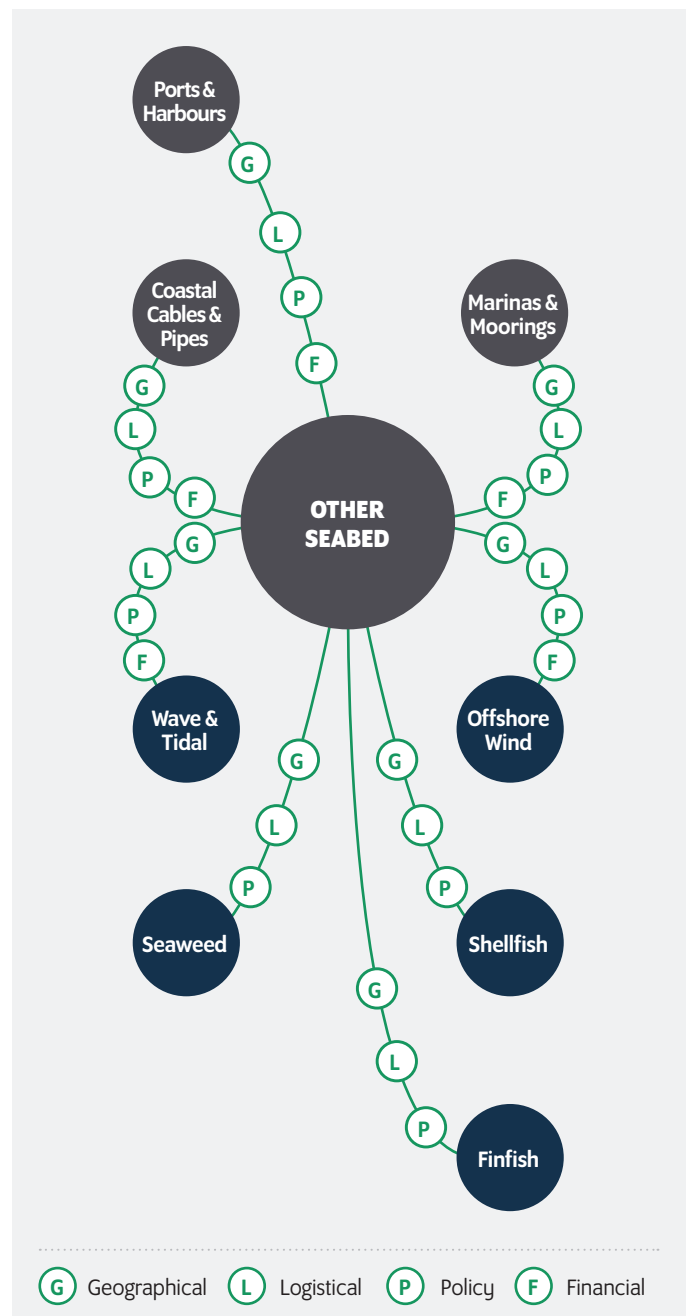 Ports &
Harbours
G
L
P
F
Coastal
Cables &
Pipes
G
L
P
F
Marinas &
Moorings
G
L
P
F
OTHER
SEABED
G
L
P
F
Wave &
Tidal
G
L
P
F
Offshore
Wind
G
L
P
Seaweed
G
L
P
Shellfish
G
L
P
Finfish
G Geographical L Logistical P Policy F Financial